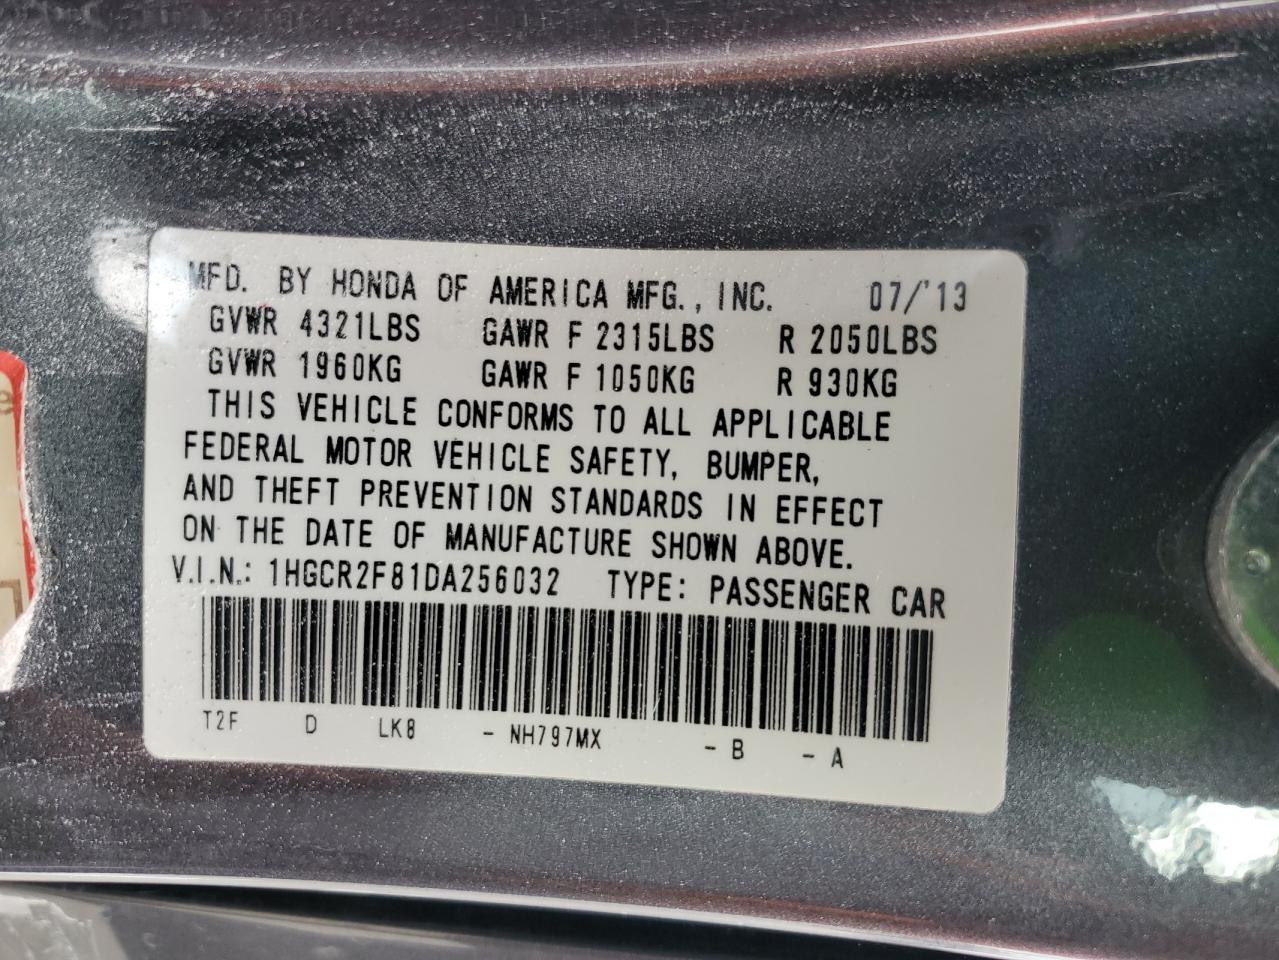 MFD. BY HONDA OF AMERICA MFG., INC. 07/'13
GVWR 4321LBS GAWR F 2315LBS R 2050LBS
GVWR 1960KG GAWR F 1050KG R 930KG
THIS VEHICLE CONFORMS TO ALL APPLICABLE
FEDERAL MOTOR VEHICLE SAFETY, BUMPER,
AND THEFT PREVENTION STANDARDS IN EFFECT
ON THE DATE OF MANUFACTURE SHOWN ABOVE.
V.I.N.: 1HGCR2F81DA256032 TYPE: PASSENGER CAR
T2F D LK8 - NH797MX - B - A